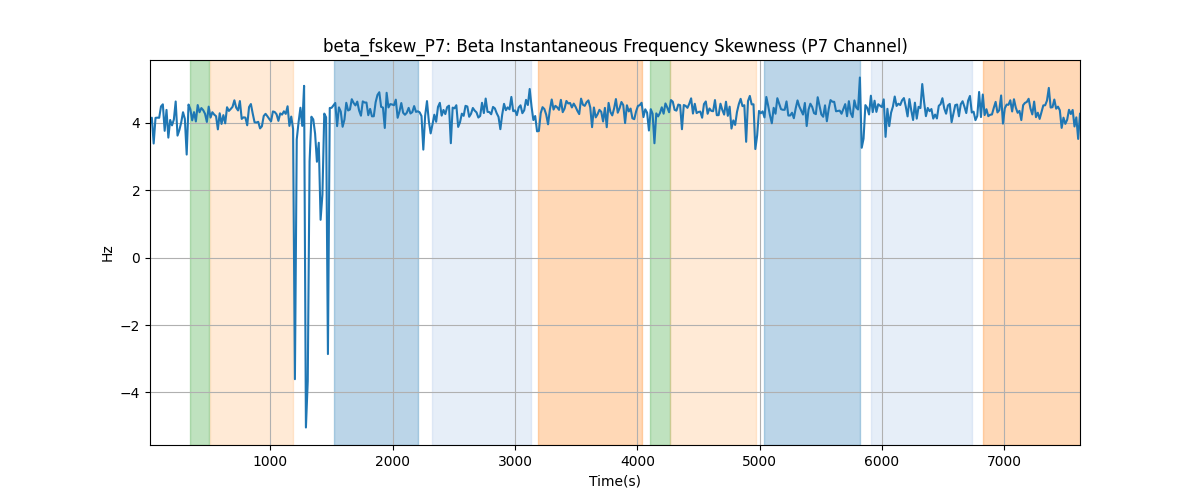 beta_fskew_P7: Beta Instantaneous Frequency Skewness (P7 Channel)
Hz
4
2
0
−2
−4
1000 2000 3000 4000 5000 6000 7000
Time(s)